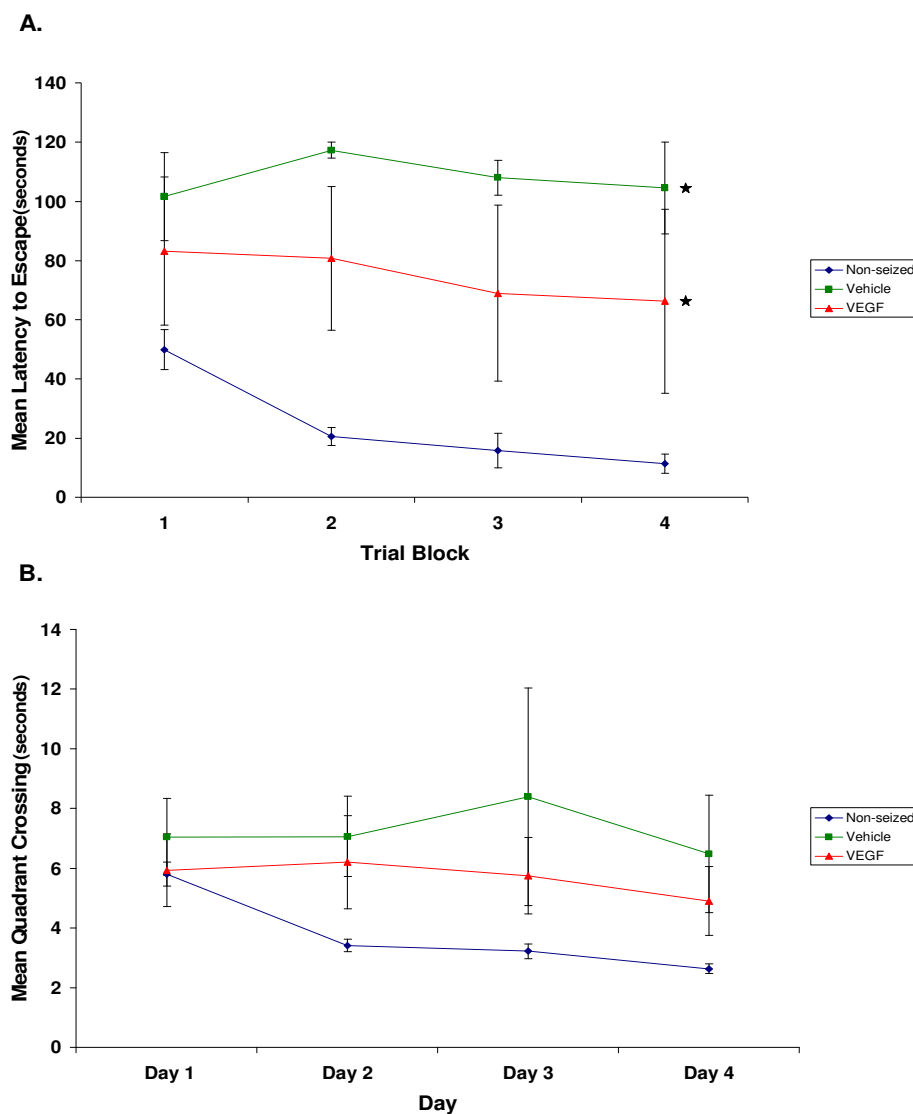 A.
140
120
100
80
60
40
20
0
Mean Latency to Escape(seconds)
1 2 3 4
Trial Block
Non-seized
Vehicle
VEGF
B.
14
12
10
8
6
4
2
0
Mean Quadrant Crossing(seconds)
Day 1 Day 2 Day 3 Day 4
Day
Non-seized
Vehicle
VEGF